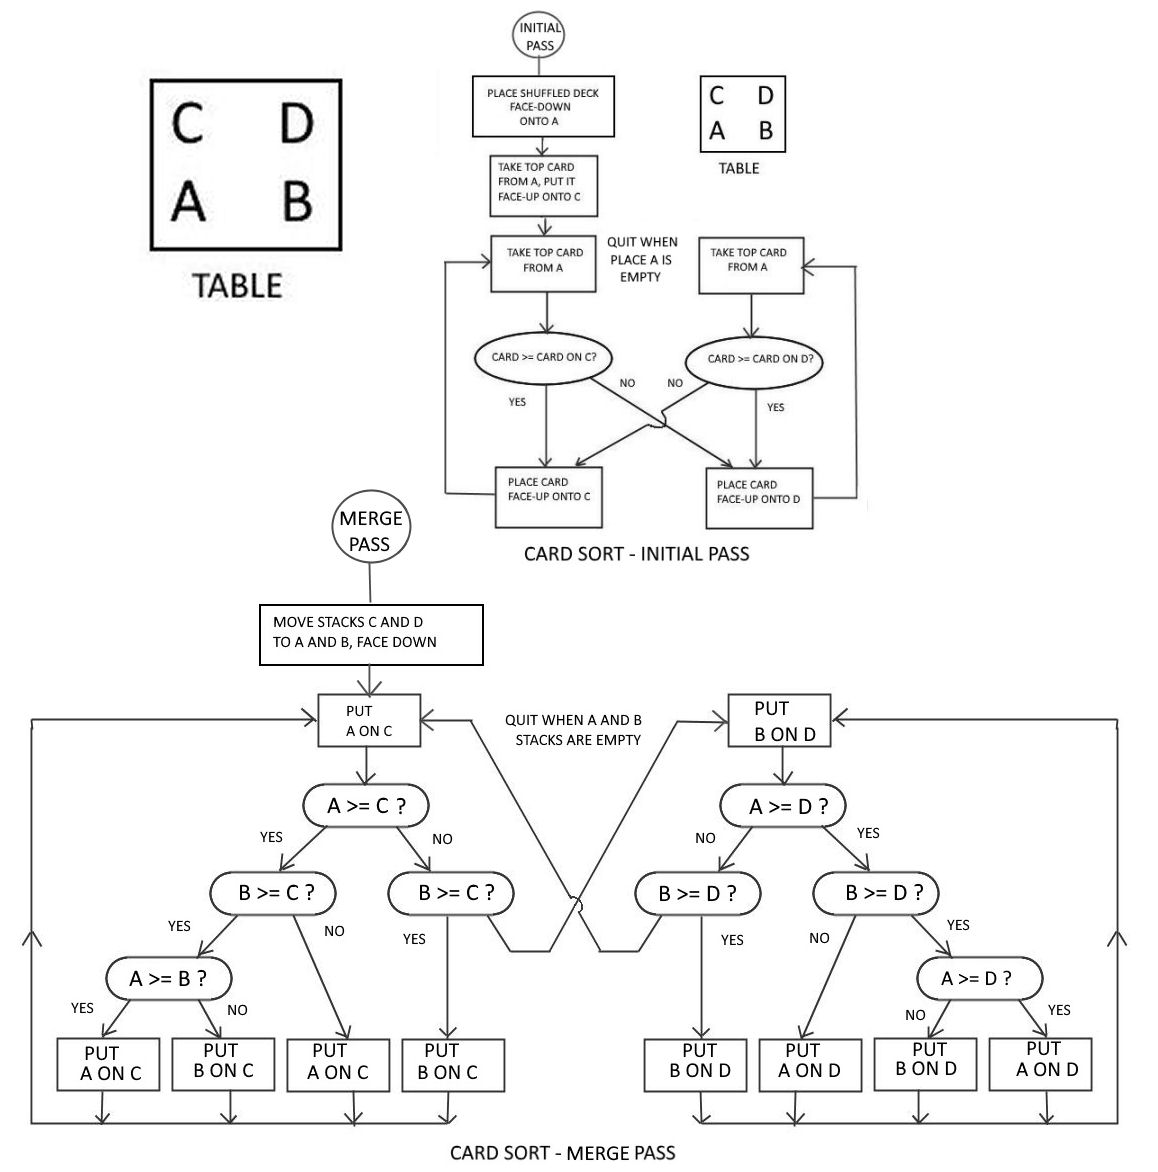 INITIAL
PASS
C D
A B
TABLE
PLACE SHUFFLED DECK
FACE-DOWN
ONTO A
C D
A B
TABLE
TAKE TOP CARD
FROM A, PUT IT
FACE-UP ONTO C
TAKE TOP CARD
FROM A
QUIT WHEN
PLACE A IS
EMPTY
TAKE TOP CARD
FROM A
CARD >= CARD ON C?
CARD >= CARD ON D?
NO
NO
YES
YES
PLACE CARD
FACE-UP ONTO C
PLACE CARD
FACE-UP ONTO D
CARD SORT - INITIAL PASS
MERGE
PASS
MOVE STACKS C AND D
TO A AND B, FACE DOWN
PUT
A ON C
QUIT WHEN A AND B
STACKS ARE EMPTY
PUT
B ON D
A >= C ?
A >= D ?
YES
NO
NO
YES
B >= C ?
B >= C ?
B >= D ?
B >= D ?
YES
NO
YES
YES
NO
YES
A >= B ?
A >= D ?
YES
NO
NO
YES
PUT
A ON C
PUT
B ON C
PUT
A ON C
PUT
B ON C
PUT
B ON D
PUT
A ON D
PUT
B ON D
PUT
A ON D
CARD SORT - MERGE PASS